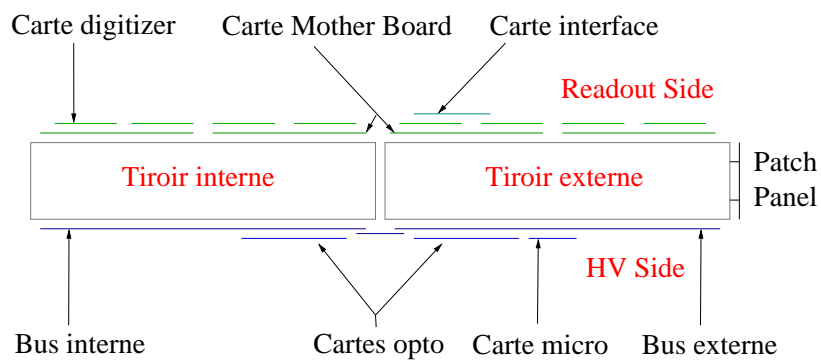 Carte digitizer
Carte Mother Board
Carte interface
Readout Side
Tiroir interne
Tiroir externe
Patch
Panel
HV Side
Bus interne
Cartes opto
Carte micro
Bus externe